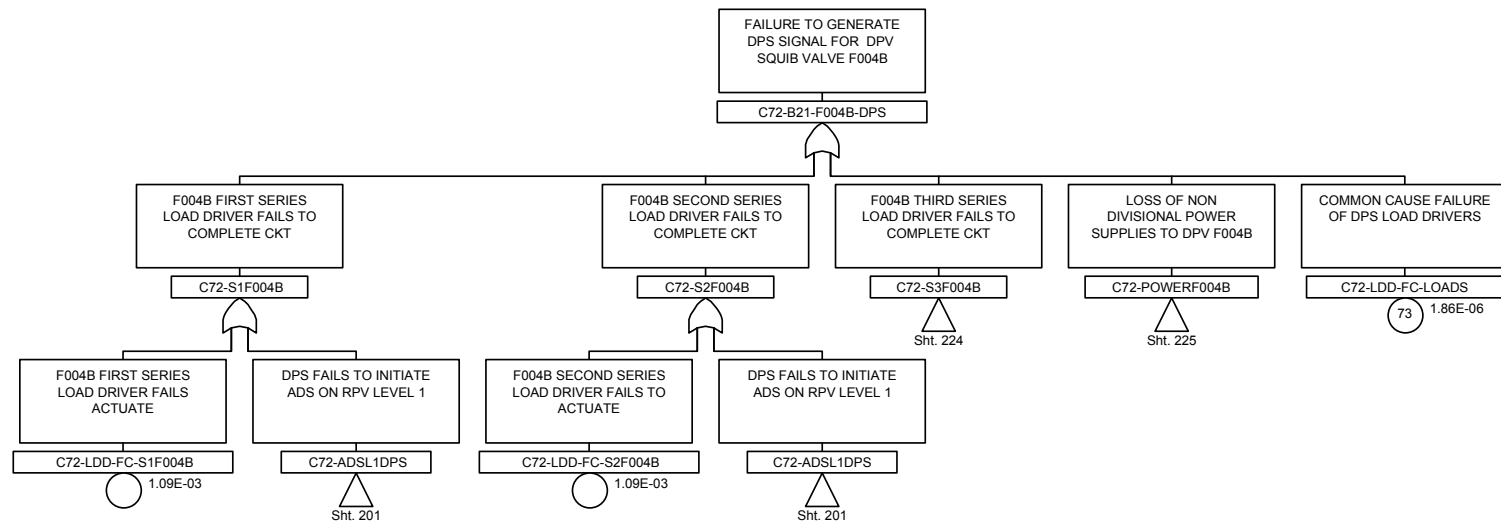 FAILURE TO GENERATE
DPS SIGNAL FOR DPV
SQUIB VALVE F004B
C72-B21-F004B-DPS
F004B FIRST SERIES
LOAD DRIVER FAILS TO
COMPLETE CKT
C72-S1F004B
F004B SECOND SERIES
LOAD DRIVER FAILS TO
COMPLETE CKT
C72-S2F004B
F004B THIRD SERIES
LOAD DRIVER FAILS TO
COMPLETE CKT
C72-S3F004B
Sht. 224
LOSS OF NON
DIVISIONAL POWER
SUPPLIES TO DPV F004B
C72-POWERF004B
Sht. 225
COMMON CAUSE FAILURE
OF DPS LOAD DRIVERS
C72-LDD-FC-LOADS
73
1.86E-06
F004B FIRST SERIES
LOAD DRIVER FAILS
ACTUATE
C72-LDD-FC-S1F004B
1.09E-03
DPS FAILS TO INITIATE
ADS ON RPV LEVEL 1
C72-ADSL1DPS
Sht. 201
F004B SECOND SERIES
LOAD DRIVER FAILS TO
ACTUATE
C72-LDD-FC-S2F004B
1.09E-03
DPS FAILS TO INITIATE
ADS ON RPV LEVEL 1
C72-ADSL1DPS
Sht. 201